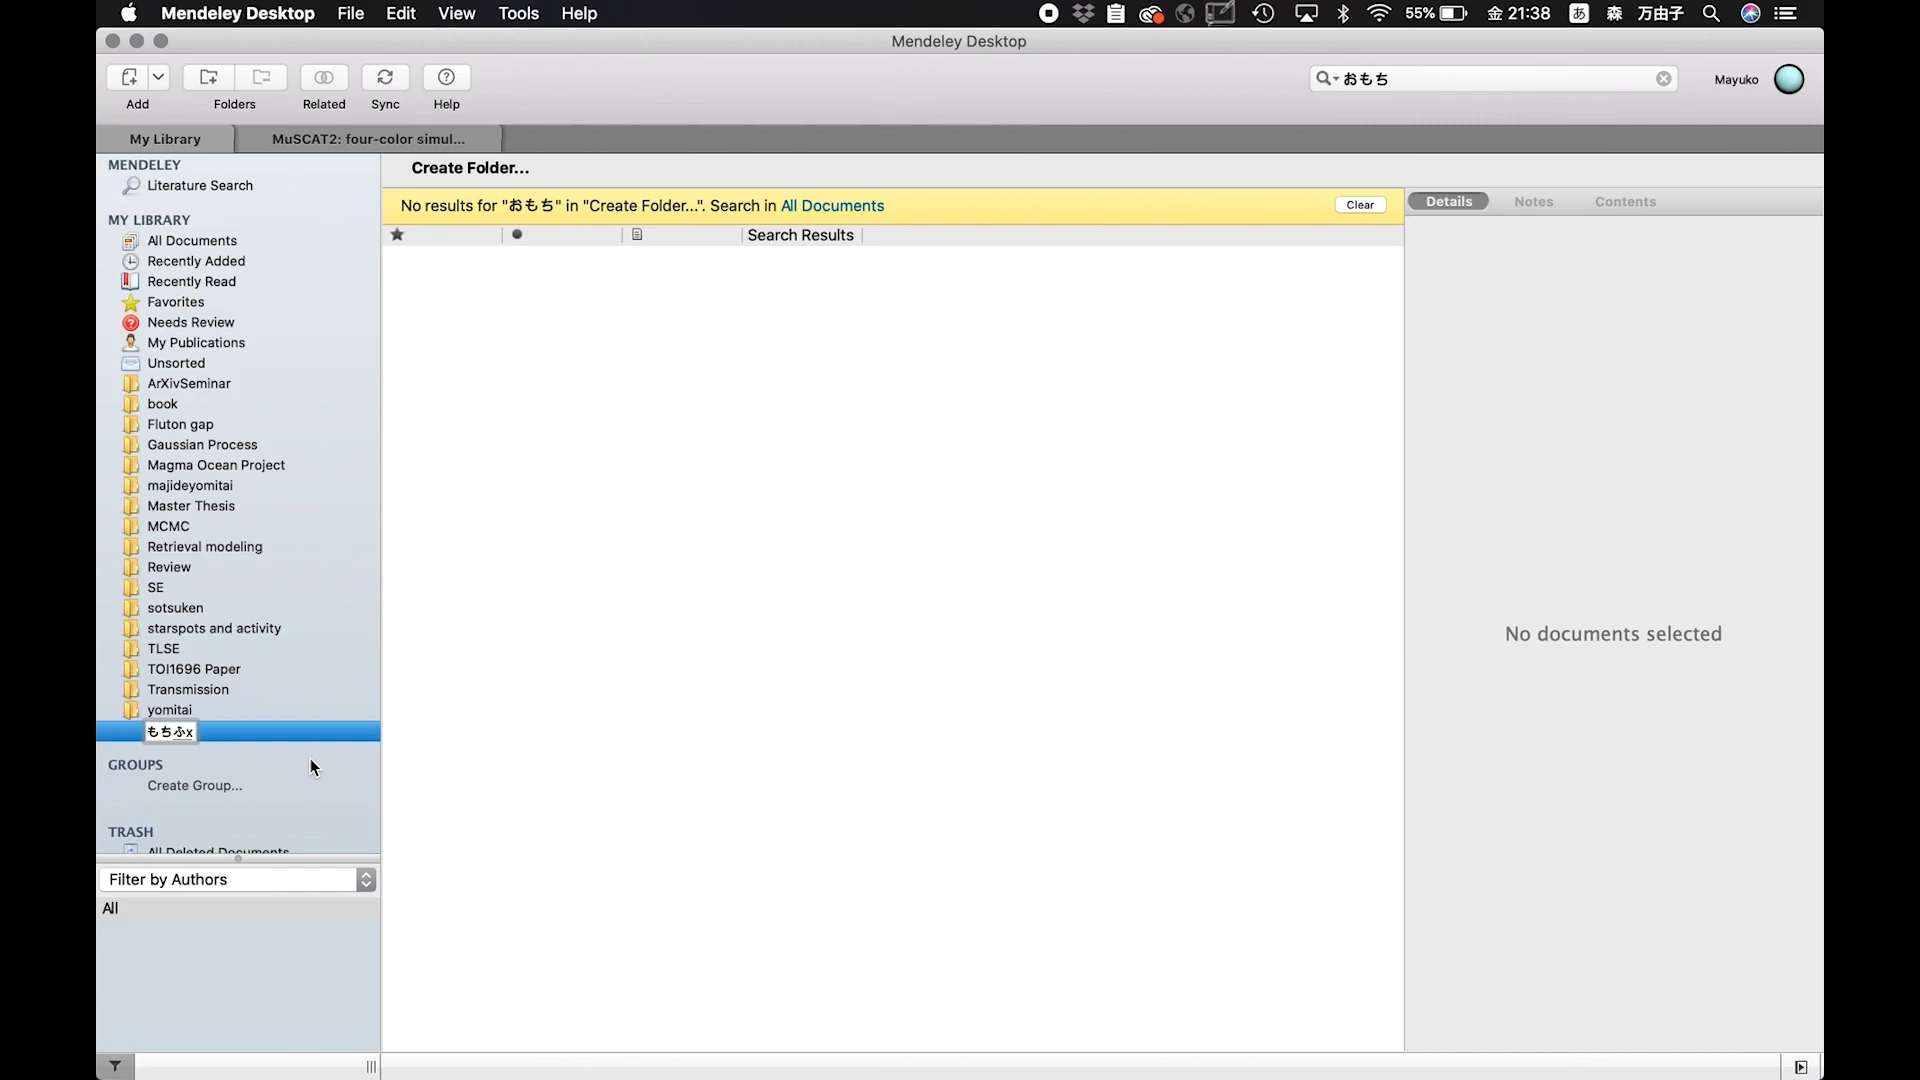 Mendeley Desktop File Edit View Tools Help 55% 金 21:38 あ 森 万由子
Mendeley Desktop
おもち
Mayuko
Add Folders Related Sync Help
My Library MuSCAT2: four-color simul...
MENDELEY
Literature Search
MY LIBRARY
All Documents
Recently Added
Recently Read
Favorites
Needs Review
My Publications
Unsorted
ArXivSeminar
book
Fluton gap
Gaussian Process
Magma Ocean Project
majideyomitai
Master Thesis
MCMC
Retrieval modeling
Review
SE
sotsuken
starspots and activity
TLSE
TOI1696 Paper
Transmission
yomitai
もちふx
GROUPS
Create Group...
TRASH
All Deleted Documents
Filter by Authors
All
Create Folder...
No results for "おもち" in "Create Folder...". Search in All Documents
Clear
Search Results
Details Notes Contents
No documents selected